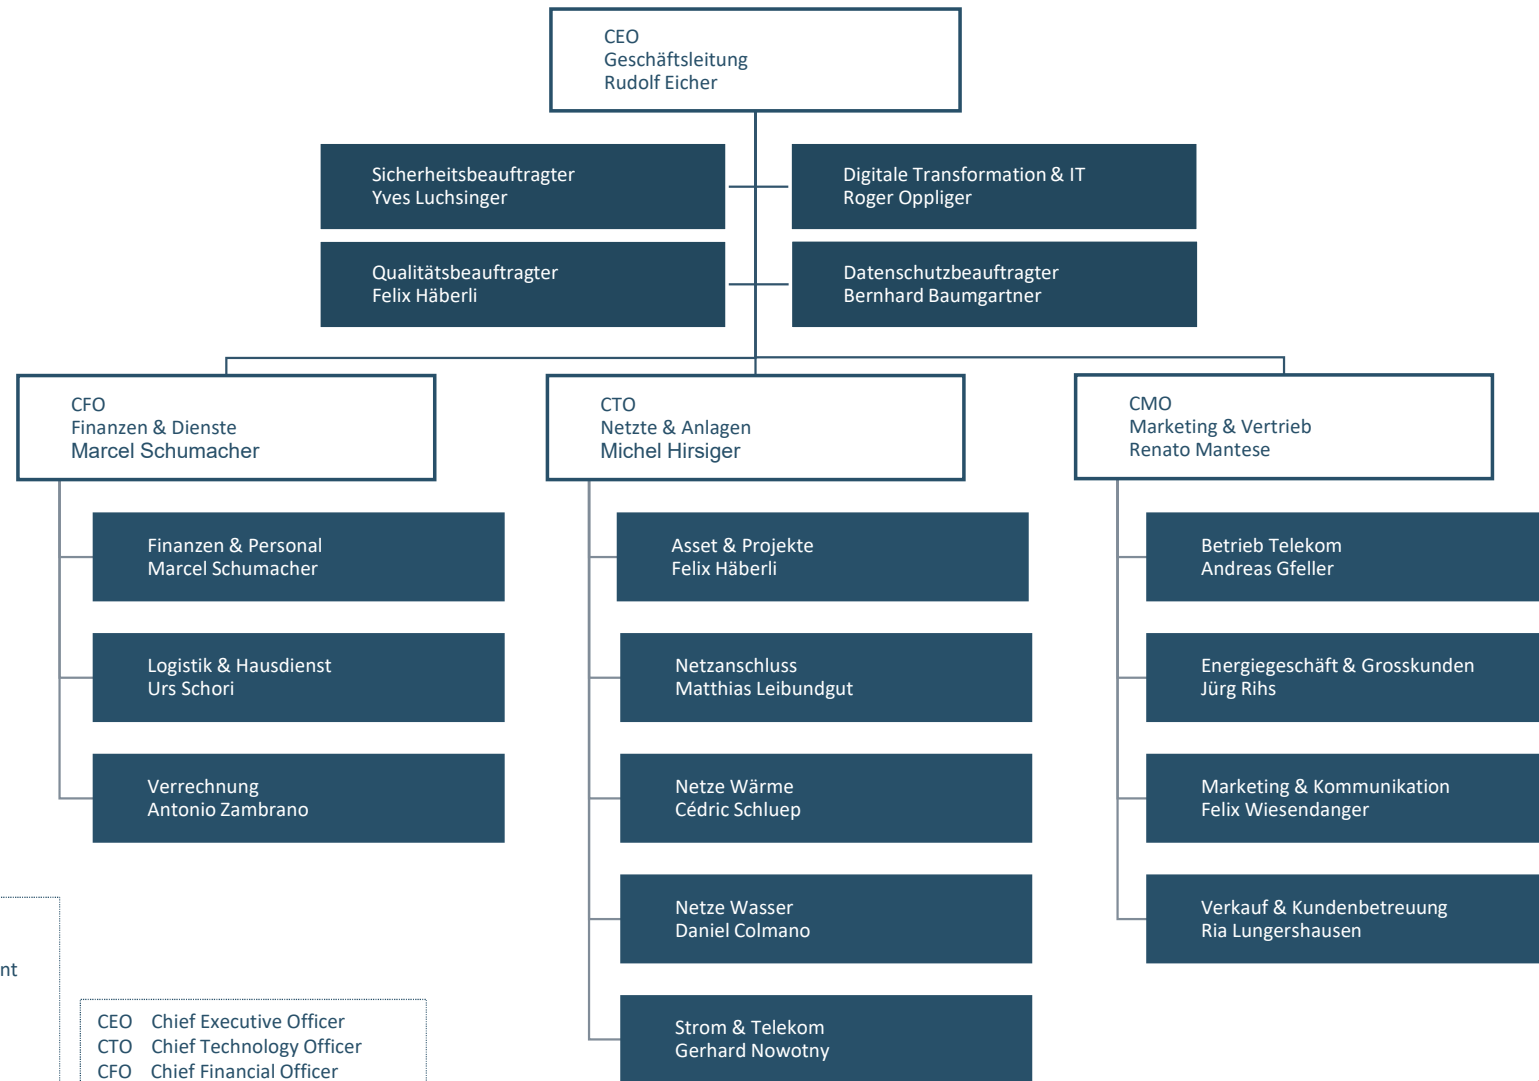 CEO
Geschäftsleitung
Rudolf Eicher
Sicherheitsbeauftragter
Yves Luchsinger
Digitale Transformation & IT
Roger Oppliger
Qualitätsbeauftragter
Felix Häberli
Datenschutzbeauftragter
Bernhard Baumgartner
CFO
Finanzen & Dienste
Marcel Schumacher
CTO
Netzte & Anlagen
Michel Hirsiger
CMO
Marketing & Vertrieb
Renato Mantese
Finanzen & Personal
Marcel Schumacher
Logistik & Hausdienst
Urs Schori
Verrechnung
Antonio Zambrano
Asset & Projekte
Felix Häberli
Netzanschluss
Matthias Leibundgut
Netze Wärme
Cédric Schluep
Netze Wasser
Daniel Colmano
Strom & Telekom
Gerhard Nowotny
Betrieb Telekom
Andreas Gfeller
Energiegeschäft & Grosskunden
Jürg Rihs
Marketing & Kommunikation
Felix Wiesendanger
Verkauf & Kundenbetreuung
Ria Lungershausen
nt
CEO Chief Executive Officer
CTO Chief Technology Officer
CFO Chief Financial Officer